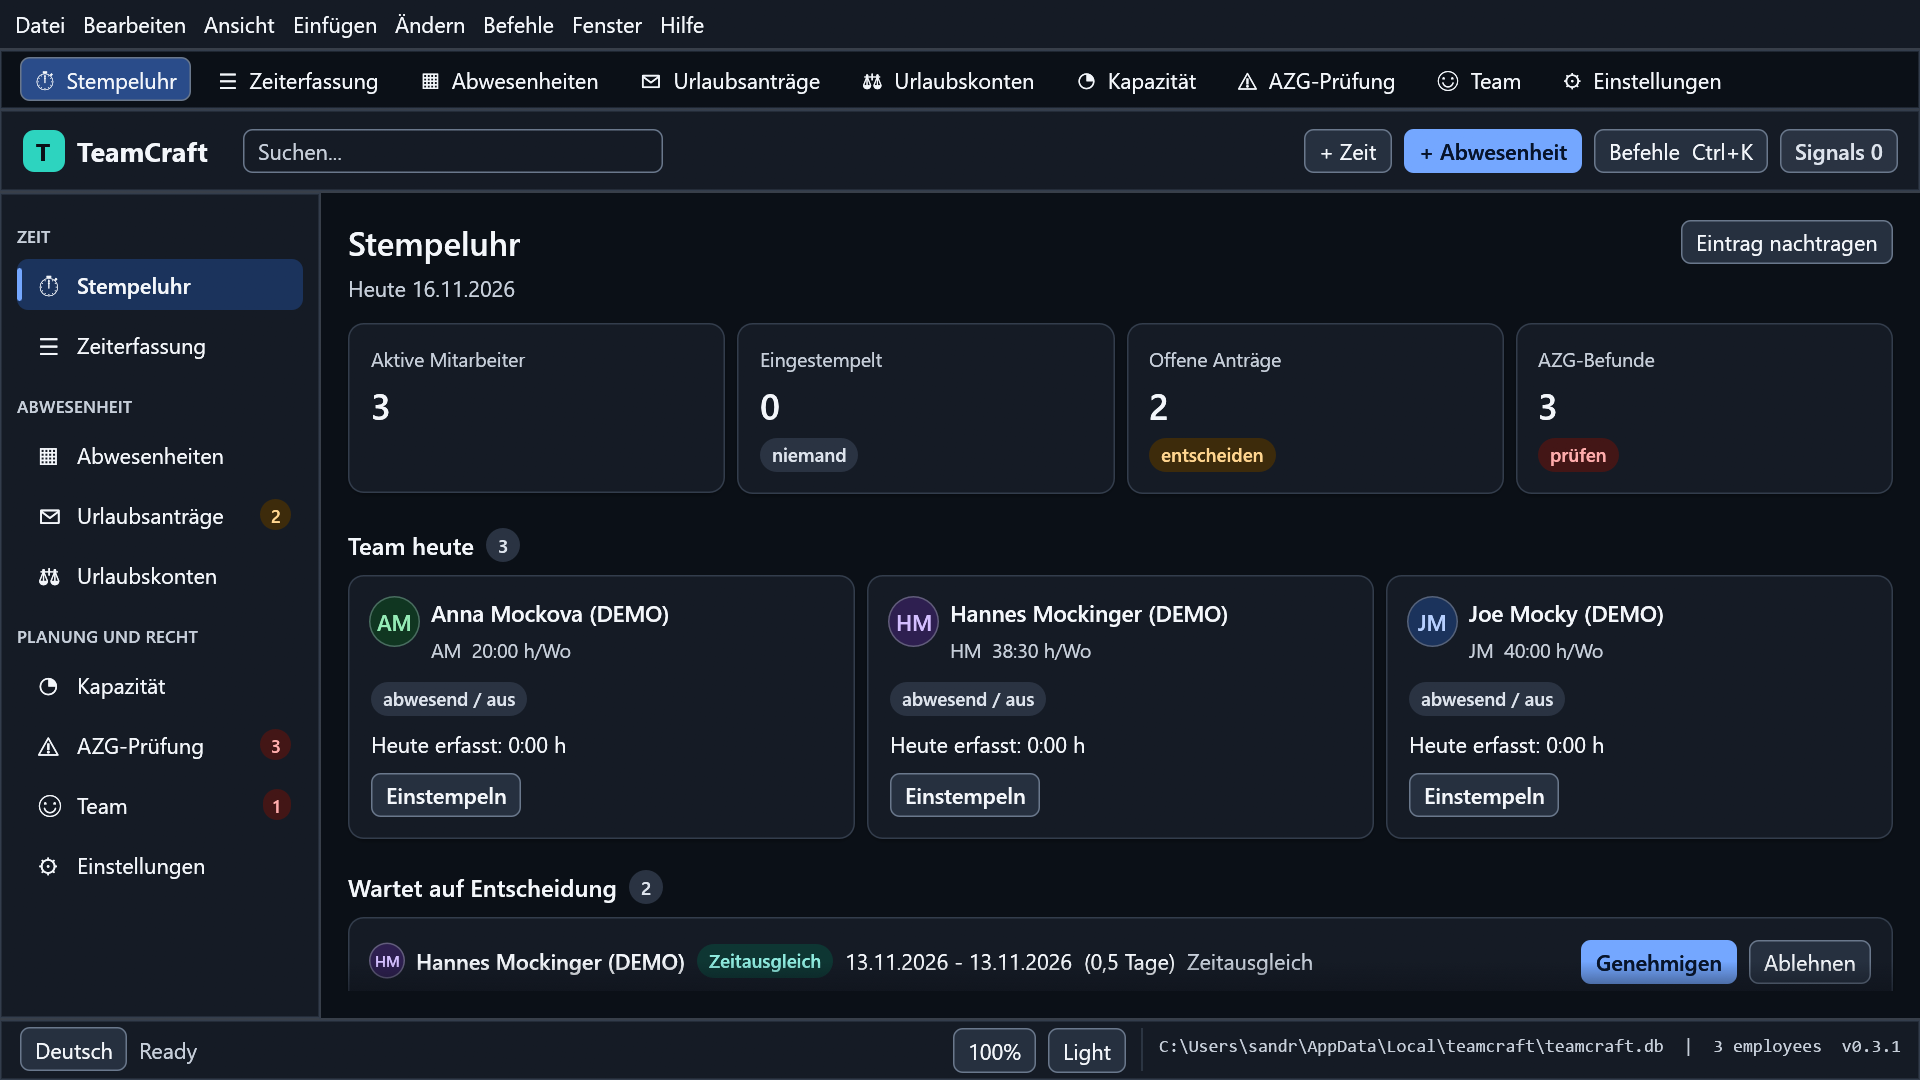 Datei Bearbeiten Ansicht Einfügen Ändern Befehle Fenster Hilfe
Stempeluhr Zeiterfassung Abwesenheiten Urlaubsanträge Urlaubskonten Kapazität AZG-Prüfung Team Einstellungen
T TeamCraft Suchen... + Zeit + Abwesenheit Befehle Ctrl+K Signals 0
ZEIT
Stempeluhr
Zeiterfassung
ABWESENHEIT
Abwesenheiten
Urlaubsanträge 2
Urlaubskonten
PLANUNG UND RECHT
Kapazität
AZG-Prüfung 3
Team 1
Einstellungen
Stempeluhr
Eintrag nachtragen
Heute 16.11.2026
Aktive Mitarbeiter
3
Eingestempelt
0
niemand
Offene Anträge
2
entscheiden
AZG-Befunde
3
prüfen
Team heute 3
AM Anna Mockova (DEMO)
AM 20:00 h/Wo
abwesend / aus
Heute erfasst: 0:00 h
Einstempeln
HM Hannes Mockinger (DEMO)
HM 38:30 h/Wo
abwesend / aus
Heute erfasst: 0:00 h
Einstempeln
JM Joe Mocky (DEMO)
JM 40:00 h/Wo
abwesend / aus
Heute erfasst: 0:00 h
Einstempeln
Wartet auf Entscheidung 2
HM Hannes Mockinger (DEMO) Zeitausgleich 13.11.2026 - 13.11.2026 (0,5 Tage) Zeitausgleich Genehmigen Ablehnen
Deutsch Ready 100% Light C:\Users\sandr\AppData\Local\teamcraft\teamcraft.db | 3 employees v0.3.1